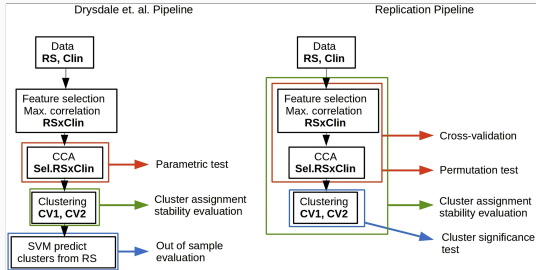 Drysdale et. al. Pipeline
Data
RS, Clin
Feature selection
Max. correlation
RSxClin
CCA
Sel.RSxClin
Parametric test
Clustering
CV1, CV2
Cluster assignment
stability evaluation
SVM predict
clusters from RS
Out of sample
evaluation
Replication Pipeline
Data
RS, Clin
Feature selection
Max. correlation
RSxClin
Cross-validation
CCA
Sel.RSxClin
Permutation test
Clustering
CV1, CV2
Cluster assignment
stability evaluation
Cluster significance
test